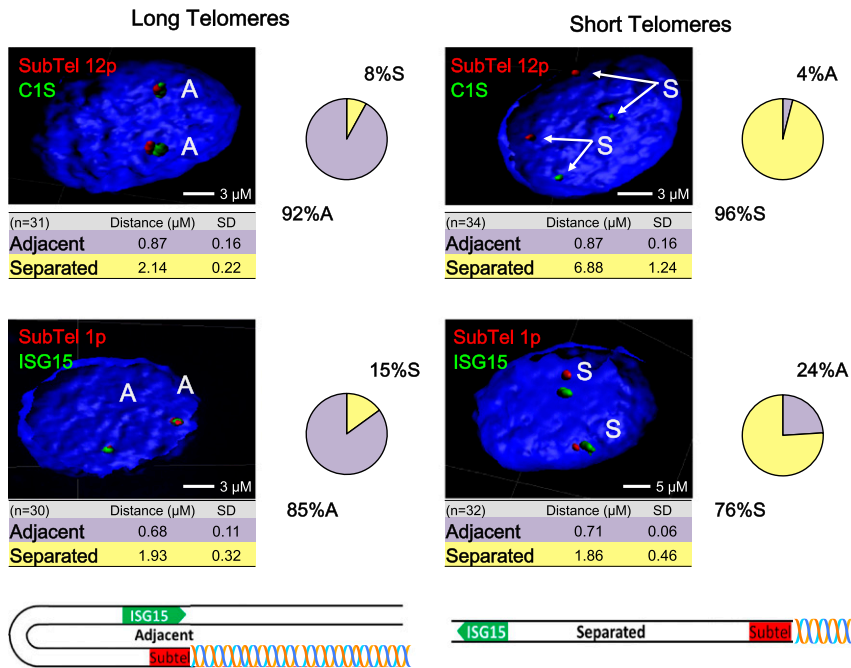 Long Telomeres
Short Telomeres
SubTel 12p
C1S
A
A
3 µM
8%S
92%A
(n=31) Distance (µM) SD
Adjacent 0.87 0.16
Separated 2.14 0.22
SubTel 12p
C1S
S
S
3 µM
4%A
96%S
(n=34) Distance (µM) SD
Adjacent 0.87 0.16
Separated 6.88 1.24
SubTel 1p
ISG15
A
A
3 µM
15%S
85%A
(n=30) Distance (µM) SD
Adjacent 0.68 0.11
Separated 1.93 0.32
SubTel 1p
ISG15
S
S
5 µM
24%A
76%S
(n=32) Distance (µM) SD
Adjacent 0.71 0.06
Separated 1.86 0.46
ISG15
Adjacent
Subtel
ISG15 Separated Subtel